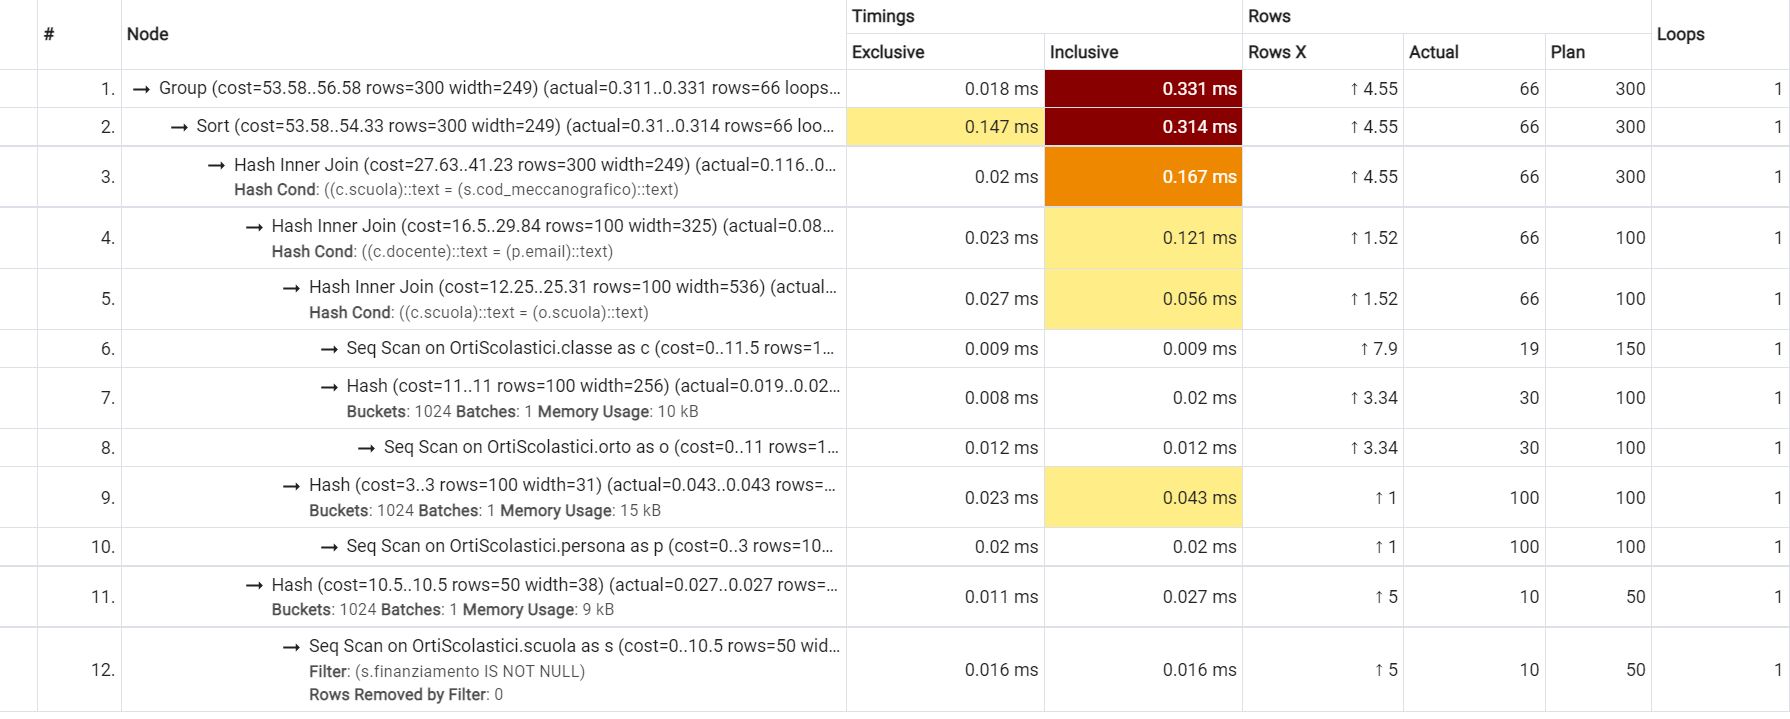 # Node Timings Rows Loops
Exclusive Inclusive Rows X Actual Plan
1. → Group (cost=53.58..56.58 rows=300 width=249) (actual=0.311..0.331 rows=66 loops... 0.018 ms 0.331 ms ↑ 4.55 66 300 1
2. → Sort (cost=53.58..54.33 rows=300 width=249) (actual=0.31..0.314 rows=66 loo... 0.147 ms 0.314 ms ↑ 4.55 66 300 1
3. → Hash Inner Join (cost=27.63..41.23 rows=300 width=249) (actual=0.116..0... 0.02 ms 0.167 ms ↑ 4.55 66 300 1
Hash Cond: ((c.scuola)::text = (s.cod_meccanografico)::text)
4. → Hash Inner Join (cost=16.5..29.84 rows=100 width=325) (actual=0.08... 0.023 ms 0.121 ms ↑ 1.52 66 100 1
Hash Cond: ((c.docente)::text = (p.email)::text)
5. → Hash Inner Join (cost=12.25..25.31 rows=100 width=536) (actual... 0.027 ms 0.056 ms ↑ 1.52 66 100 1
Hash Cond: ((c.scuola)::text = (o.scuola)::text)
6. → Seq Scan on OrtiScolastici.classe as c (cost=0..11.5 rows=1... 0.009 ms 0.009 ms ↑ 7.9 19 150 1
7. → Hash (cost=11..11 rows=100 width=256) (actual=0.019..0.02... 0.008 ms 0.02 ms ↑ 3.34 30 100 1
Buckets: 1024 Batches: 1 Memory Usage: 10 kB
8. → Seq Scan on OrtiScolastici.orto as o (cost=0..11 rows=1... 0.012 ms 0.012 ms ↑ 3.34 30 100 1
9. → Hash (cost=3..3 rows=100 width=31) (actual=0.043..0.043 rows=... 0.023 ms 0.043 ms ↑ 1 100 100 1
Buckets: 1024 Batches: 1 Memory Usage: 15 kB
10. → Seq Scan on OrtiScolastici.persona as p (cost=0..3 rows=10... 0.02 ms 0.02 ms ↑ 1 100 100 1
11. → Hash (cost=10.5..10.5 rows=50 width=38) (actual=0.027..0.027 rows=... 0.011 ms 0.027 ms ↑ 5 10 50 1
Buckets: 1024 Batches: 1 Memory Usage: 9 kB
12. → Seq Scan on OrtiScolastici.scuola as s (cost=0..10.5 rows=50 wid... 0.016 ms 0.016 ms ↑ 5 10 50 1
Filter: (s.finanziamento IS NOT NULL)
Rows Removed by Filter: 0